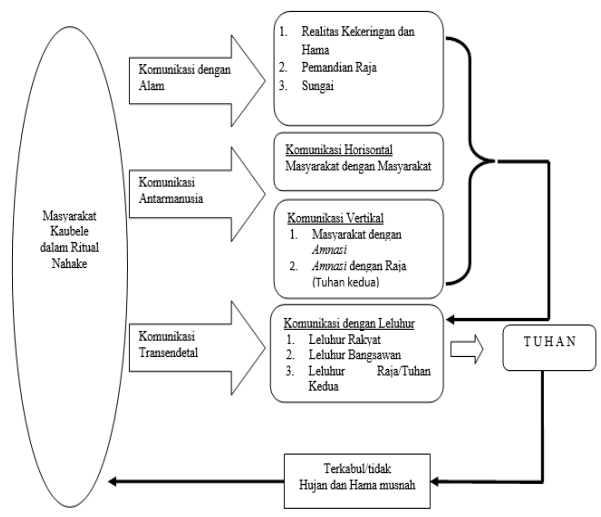 Masyarakat
Kaubele
dalam Ritual
Nahake
Komunikasi dengan
Alam
1. Realitas Kekeringan dan
Hama
2. Pemandian Raja
3. Sungai
Komunikasi
Antarmanusia
Komunikasi Horisontal
Masyarakat dengan Masyarakat
Komunikasi Vertikal
1. Masyarakat dengan
Amnasi
2. Amnasi dengan Raja
(Tuhan kedua)
Komunikasi
Transendetal
Komunikasi dengan Leluhur
1. Leluhur Rakyat
2. Leluhur Bangsawan
3. Leluhur Raja/Tuhan
Kedua
TUHAN
Terkabul/tidak
Hujan dan Hama musnah